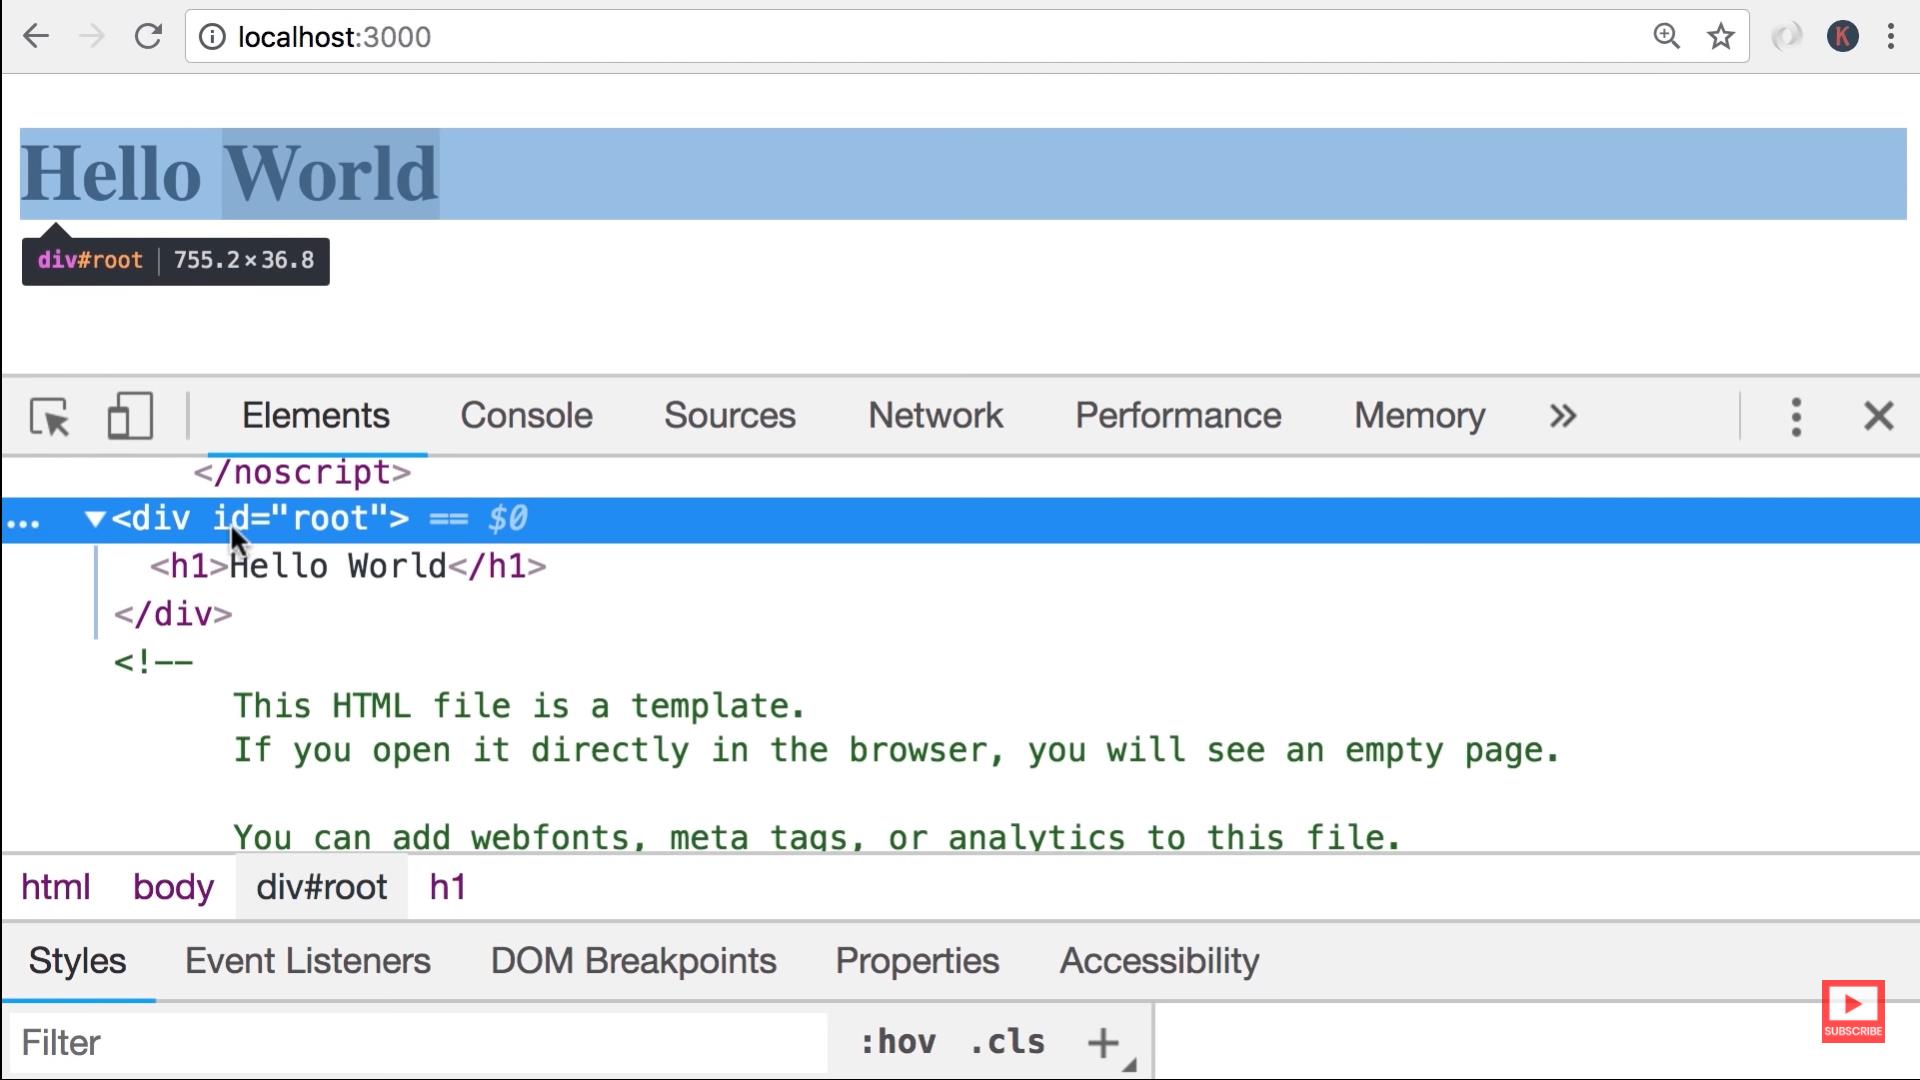 localhost:3000
K
Hello World
div#root | 755.2×36.8
Elements Console Sources Network Performance Memory »
</noscript>
... ▼<div id="root"> == $0
<h1>Hello World</h1>
</div>
<!--
This HTML file is a template.
If you open it directly in the browser, you will see an empty page.
You can add webfonts, meta tags, or analytics to this file.
html body div#root h1
Styles Event Listeners DOM Breakpoints Properties Accessibility
Filter :hov .cls +
SUBSCRIBE